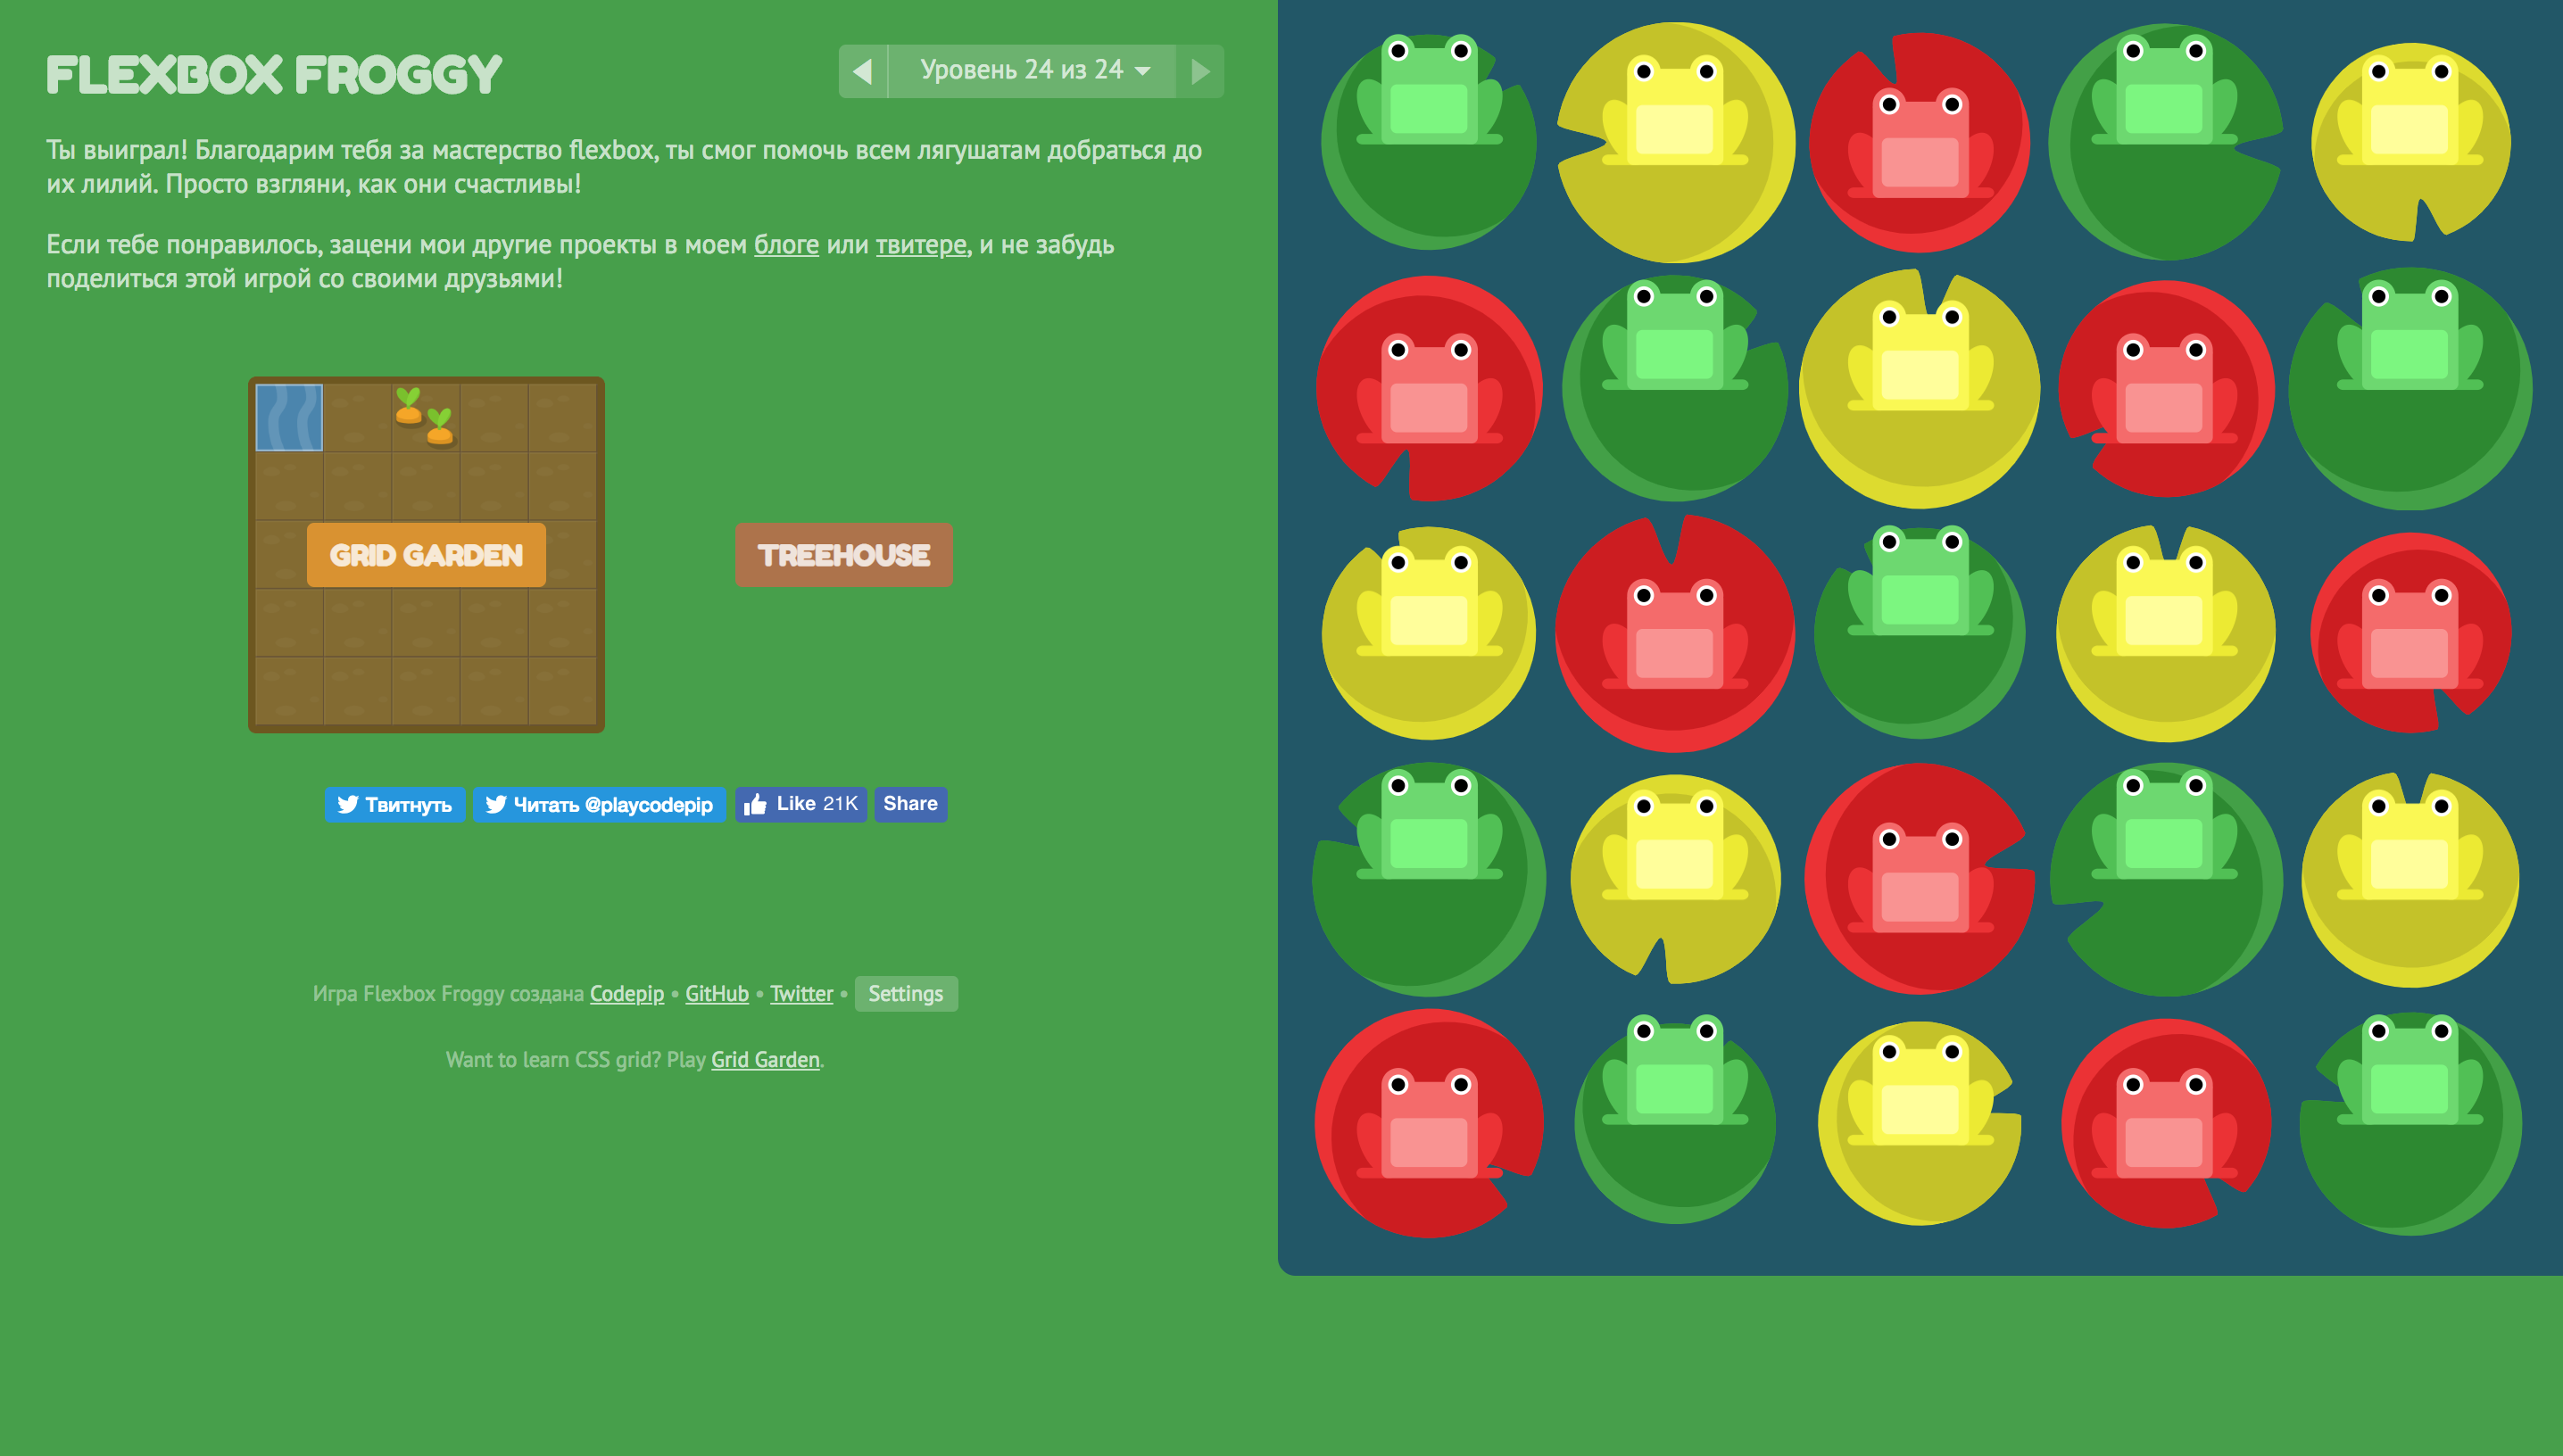 FLEXBOX FROGGY
Уровень 24 из 24
Ты выиграл! Благодарим тебя за мастерство flexbox, ты смог помочь всем лягушатам добраться до
их лилий. Просто взгляни, как они счастливы!
Если тебе понравилось, зацени мои другие проекты в моем блоге или твитере, и не забудь
поделиться этой игрой со своими друзьями!
GRID GARDEN
TREEHOUSE
Твитнуть
Читать @playcodepip
Like 21K
Share
Игра Flexbox Froggy создана Codepip • GitHub • Twitter • Settings
Want to learn CSS grid? Play Grid Garden.